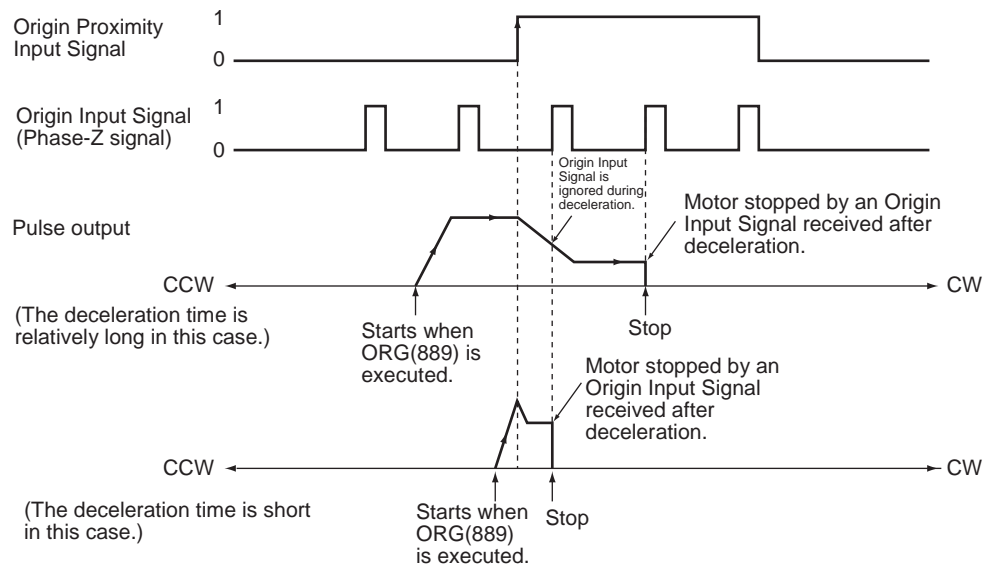 Origin Proximity
Input Signal
1
0
Origin Input Signal
(Phase-Z signal)
1
0
Origin Input
Signal is
ignored during
deceleration.
Pulse output
Motor stopped by an Origin
Input Signal received after
deceleration.
CCW
CW
(The deceleration time is
relatively long in this case.)
Starts when
ORG(889) is
executed.
Stop
Motor stopped by an
Origin Input Signal
received after
deceleration.
CCW
CW
(The deceleration time is short
in this case.)
Starts when
ORG(889)
is executed.
Stop